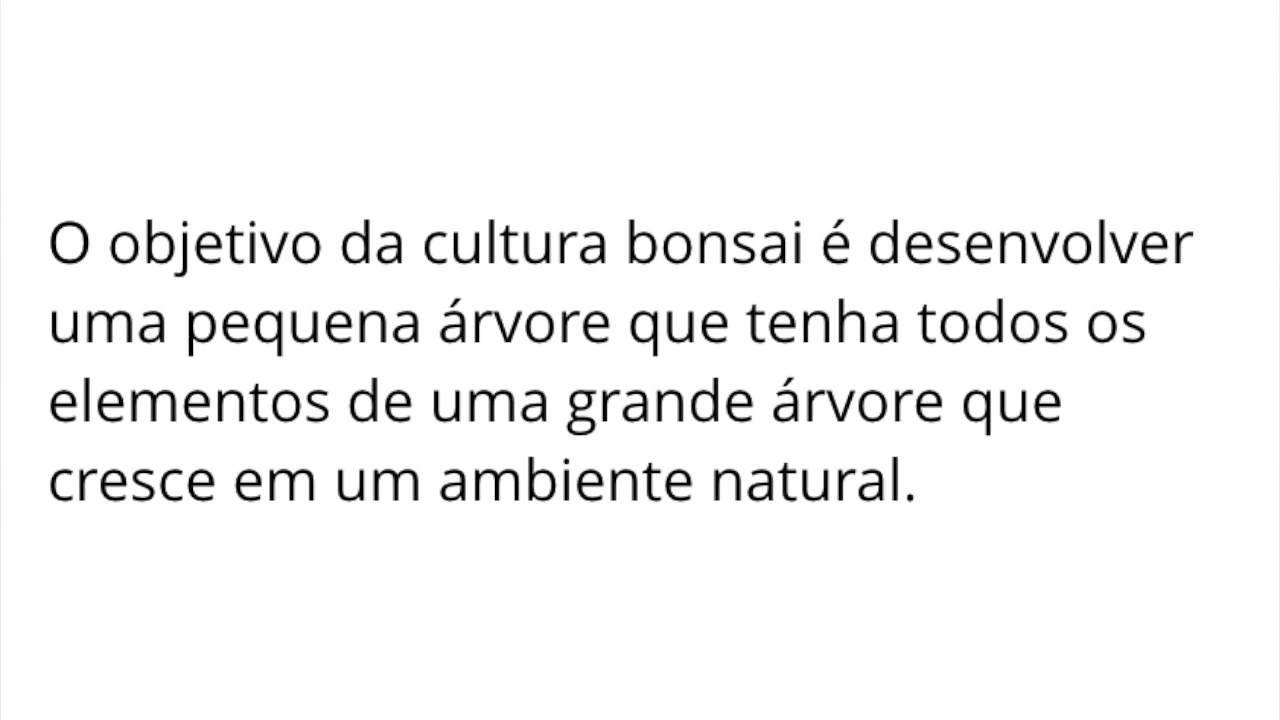 O objetivo da cultura bonsai é desenvolver
uma pequena árvore que tenha todos os
elementos de uma grande árvore que
cresce em um ambiente natural.